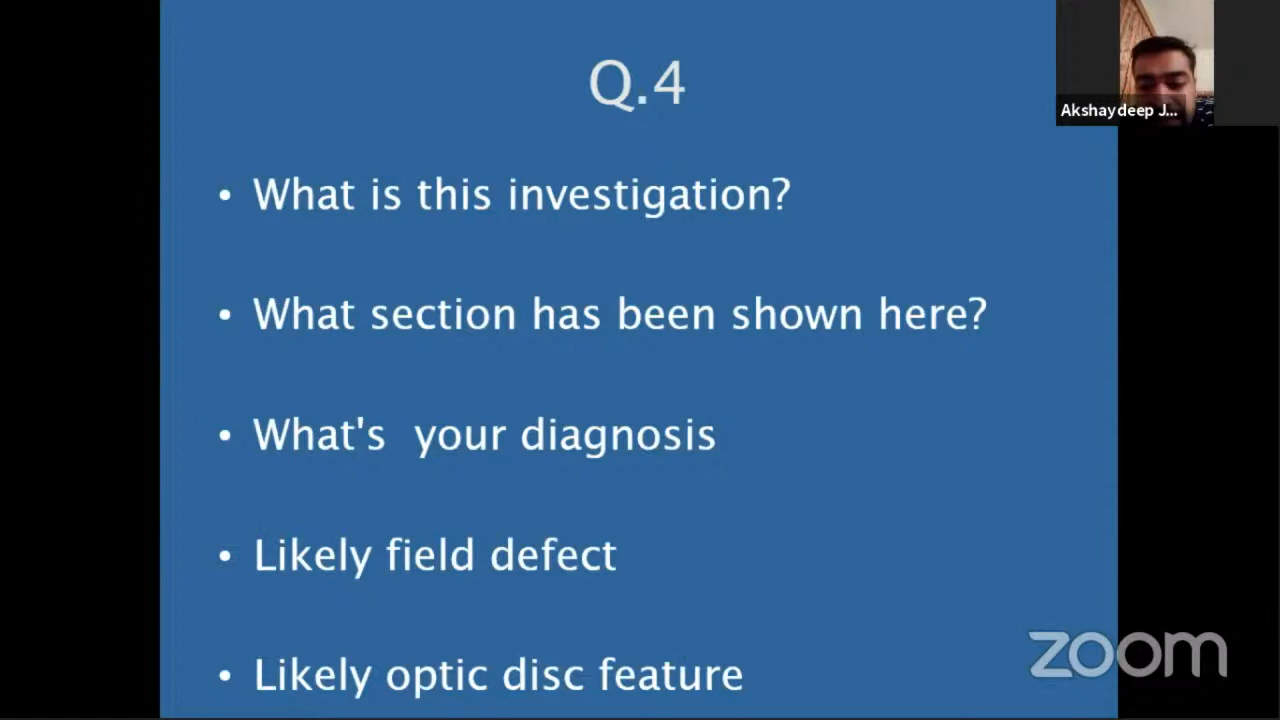 Q.4
Akshaydeep J...
• What is this investigation?
• What section has been shown here?
• What's  your diagnosis
• Likely field defect
• Likely optic disc feature
zoom